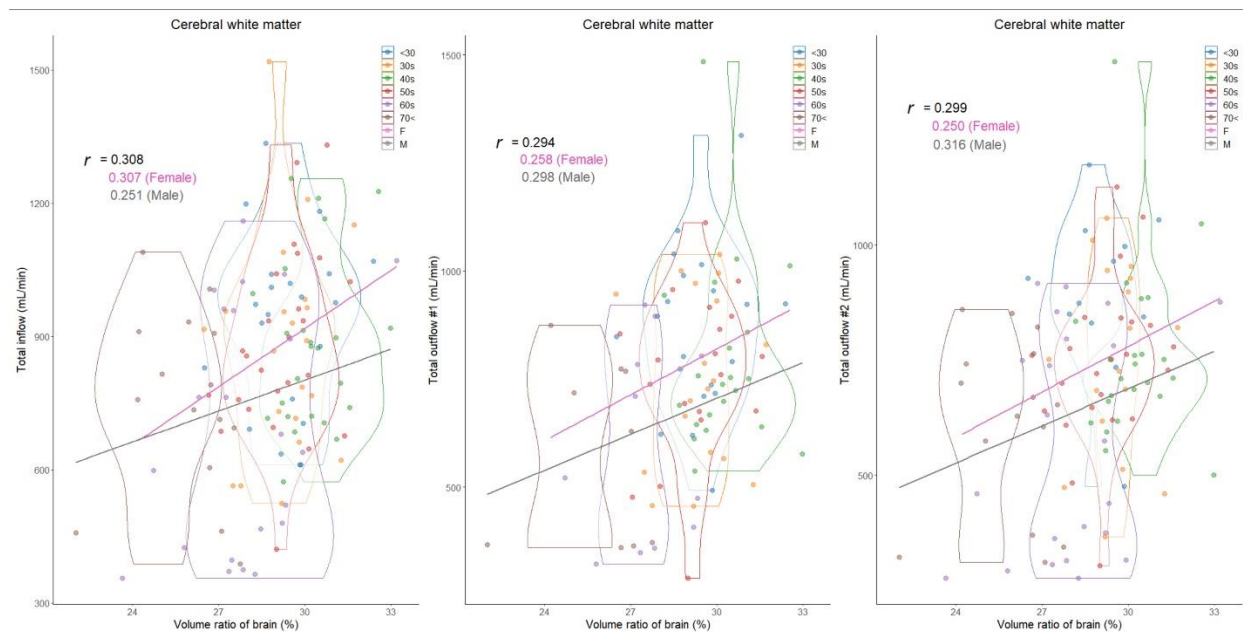 Cerebral white matter
1500
1200
900
600
300
24
27
30
33
Total inflow (mL/min)
Volume ratio of brain (%)
r = 0.308
0.307 (Female)
0.251 (Male)
<30
30s
40s
50s
60s
70<
F
M
Cerebral white matter
1500
1000
500
24
27
30
33
Total outflow #1 (mL/min)
Volume ratio of brain (%)
r = 0.294
0.258 (Female)
0.298 (Male)
<30
30s
40s
50s
60s
70<
F
M
Cerebral white matter
1000
500
24
27
30
33
Total outflow #2 (mL/min)
Volume ratio of brain (%)
r = 0.299
0.250 (Female)
0.316 (Male)
<30
30s
40s
50s
60s
70<
F
M